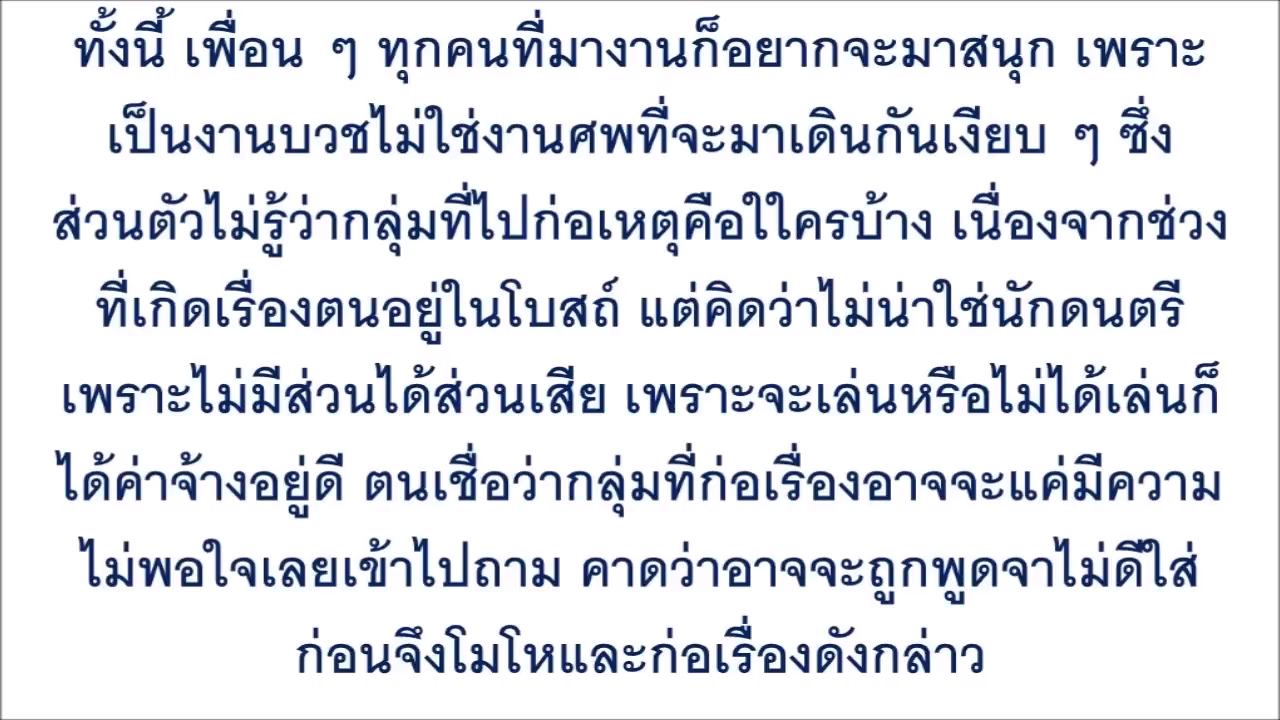 ทั้งนี้ เพื่อน ๆ ทุกคนที่มางานก็อยากจะมาสนุก เพราะ
เป็นงานบวชไม่ใช่งานศพที่จะมาเดินกันเงียบ ๆ ซึ่ง
ส่วนตัวไม่รู้ว่ากลุ่มที่ไปก่อเหตุคือใใครบ้าง เนื่องจากช่วง
ที่เกิดเรื่องตนอยู่ในโบสถ์ แต่คิดว่าไม่น่าใช่นักดนตรี
เพราะไม่มีส่วนได้ส่วนเสีย เพราะจะเล่นหรือไม่ได้เล่นก็
ได้ค่าจ้างอยู่ดี ตนเชื่อว่ากลุ่มที่ก่อเรื่องอาจจะแค่มีความ
ไม่พอใจเลยเข้าไปถาม คาดว่าอาจจะถูกพูดจาไม่ดีใส่
ก่อนจึงโมโหและก่อเรื่องดังกล่าว